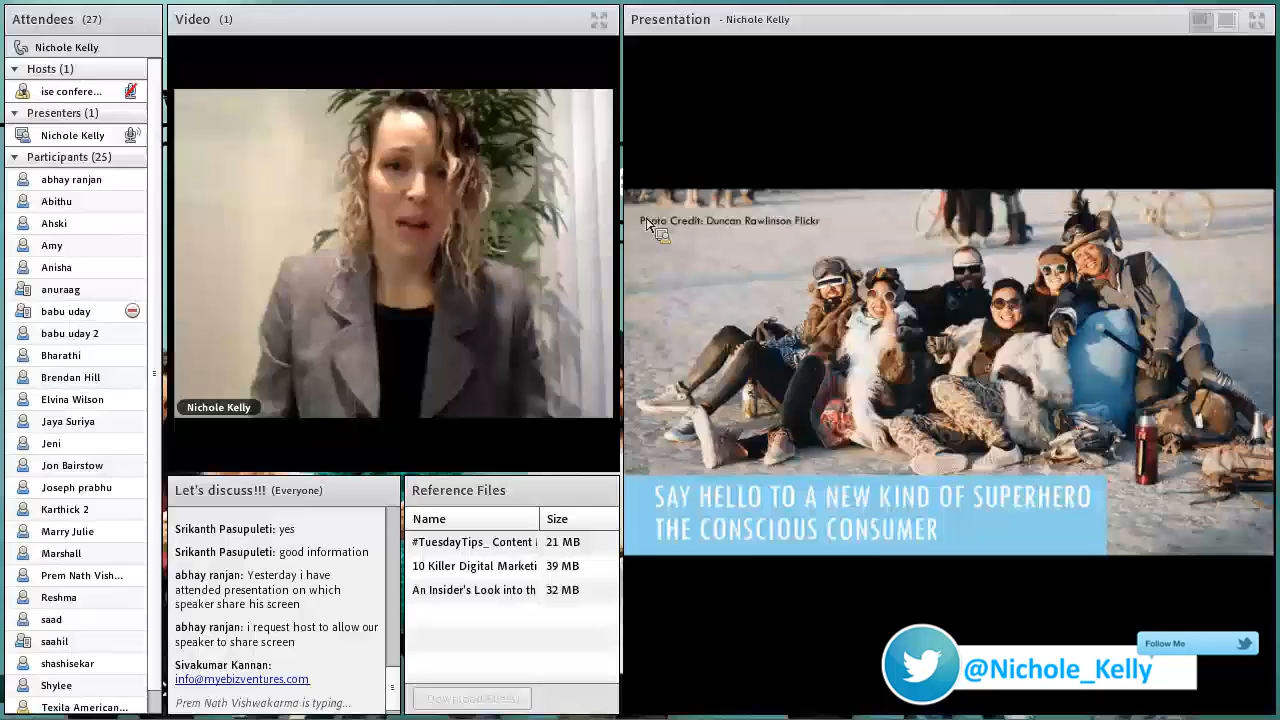 Attendees (27)
Nichole Kelly
Hosts (1)
ise confere...
Presenters (1)
Nichole Kelly
Participants (25)
abhay ranjan
Abithu
Ahski
Amy
Anisha
anuraag
babu uday
babu uday 2
Bharathi
Brendan Hill
Elvina Wilson
Jaya Suriya
Jeni
Jon Bairstow
Joseph prabhu
Karthick 2
Marry Julie
Marshall
Prem Nath Vish...
Reshma
saad
saahil
shashisekar
Shylee
Texila American...
Video (1)
Nichole Kelly
Let's discuss!!! (Everyone)
Srikanth Pasupuleti: yes
Srikanth Pasupuleti: good information
abhay ranjan: Yesterday i have
attended presentation on which
speaker share his screen
abhay ranjan: i request host to allow our
speaker to share screen
Sivakumar Kannan:
info@myebizventures.com
Prem Nath Vishwakarma is typing...
Reference Files
Name Size
#TuesdayTips_ Content 21 MB
10 Killer Digital Marketi 39 MB
An Insider's Look into th 32 MB
Download File(s)
Presentation - Nichole Kelly
Photo Credit: Duncan Rawlinson Flickr
SAY HELLO TO A NEW KIND OF SUPERHERO
THE CONSCIOUS CONSUMER
Follow Me
@Nichole_Kelly